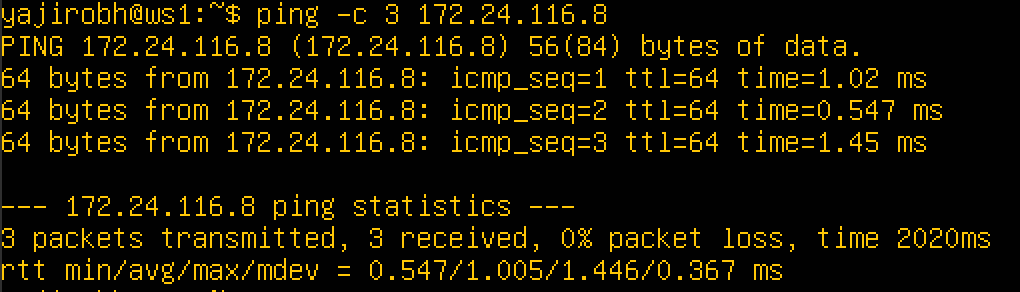 yajirobh@ws1:~$ ping -c 3 172.24.116.8
PING 172.24.116.8 (172.24.116.8) 56(84) bytes of data.
64 bytes from 172.24.116.8: icmp_seq=1 ttl=64 time=1.02 ms
64 bytes from 172.24.116.8: icmp_seq=2 ttl=64 time=0.547 ms
64 bytes from 172.24.116.8: icmp_seq=3 ttl=64 time=1.45 ms
--- 172.24.116.8 ping statistics ---
3 packets transmitted, 3 received, 0% packet loss, time 2020ms
rtt min/avg/max/mdev = 0.547/1.005/1.446/0.367 ms